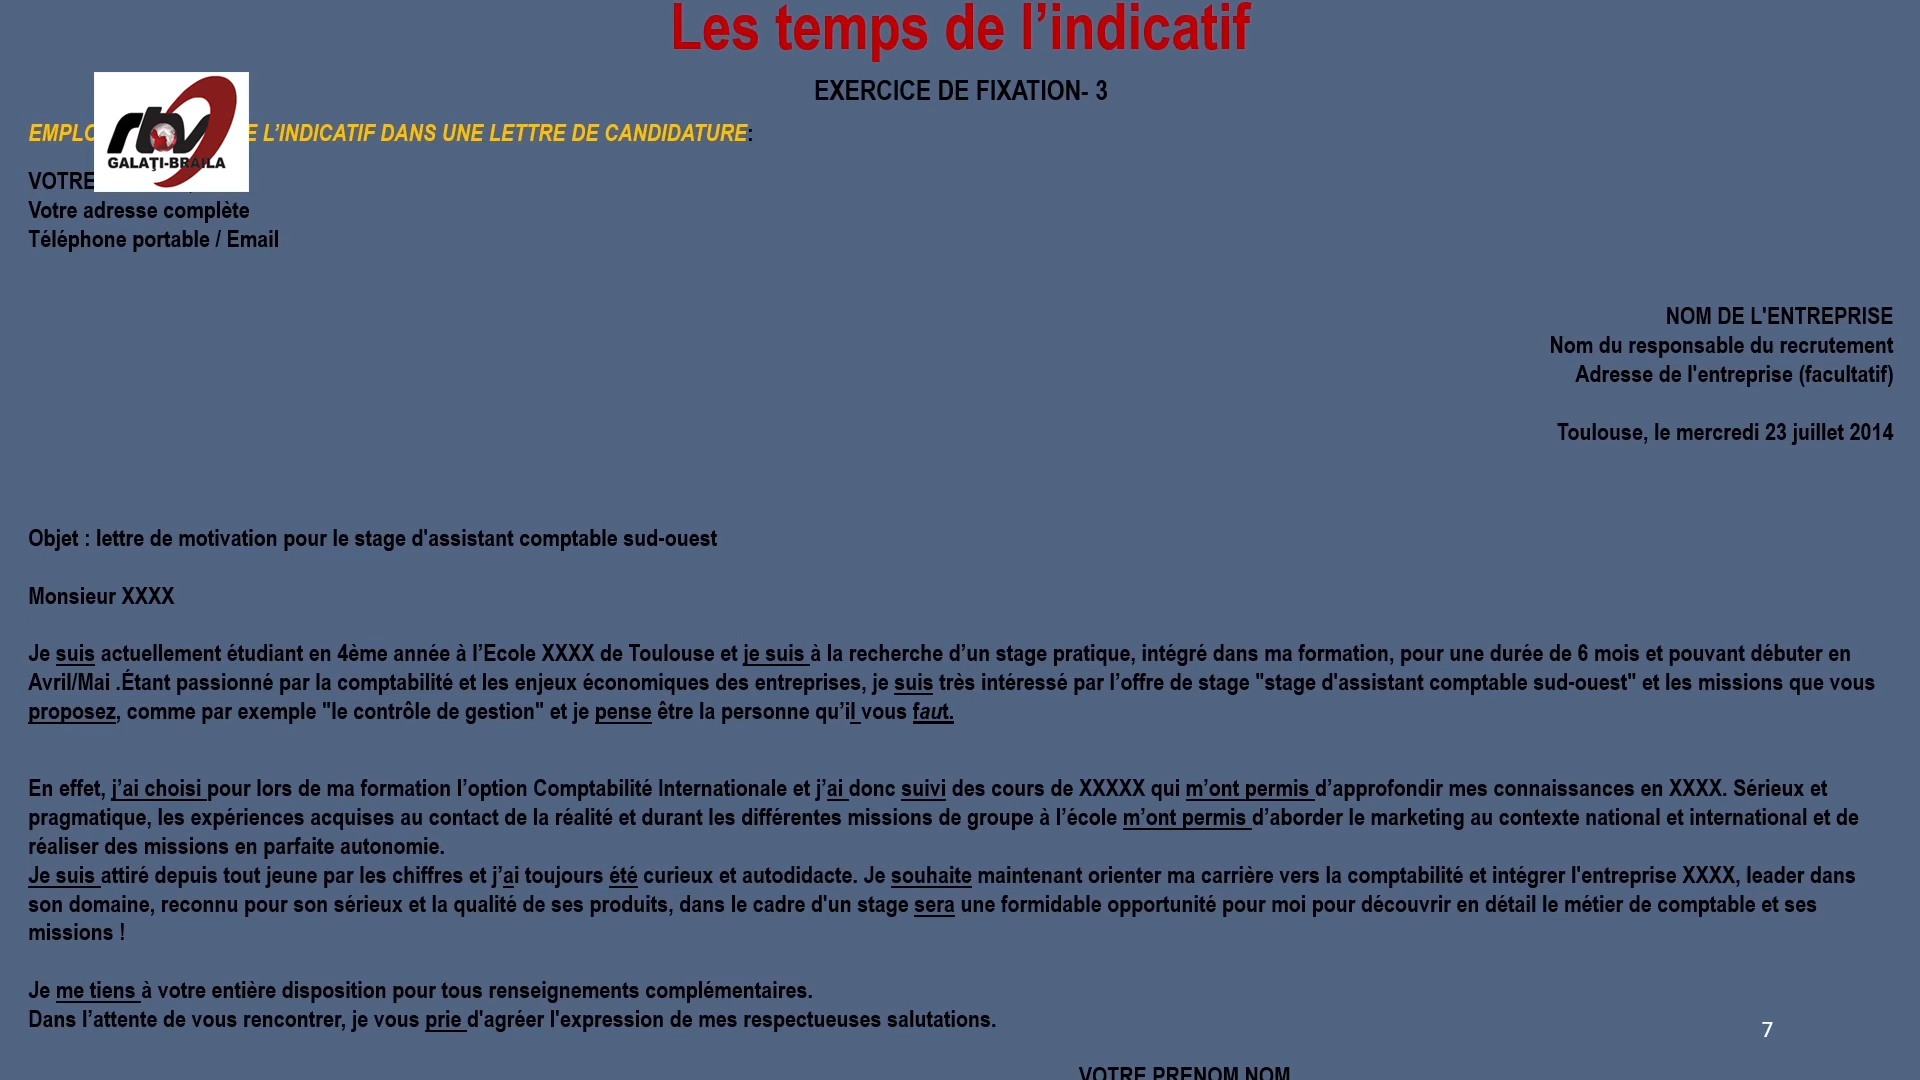 Les temps de l’indicatif
EXERCICE DE FIXATION- 3
EMPLO E L’INDICATIF DANS UNE LETTRE DE CANDIDATURE:
rtv
GALAŢI-BRAILA
VOTRE
Votre adresse complète
Téléphone portable / Email
NOM DE L'ENTREPRISE
Nom du responsable du recrutement
Adresse de l'entreprise (facultatif)
Toulouse, le mercredi 23 juillet 2014
Objet : lettre de motivation pour le stage d'assistant comptable sud-ouest
Monsieur XXXX
Je suis actuellement étudiant en 4ème année à l’Ecole XXXX de Toulouse et je suis à la recherche d’un stage pratique, intégré dans ma formation, pour une durée de 6 mois et pouvant débuter en
Avril/Mai .Étant passionné par la comptabilité et les enjeux économiques des entreprises, je suis très intéressé par l’offre de stage "stage d'assistant comptable sud-ouest" et les missions que vous
proposez, comme par exemple "le contrôle de gestion" et je pense être la personne qu’il vous faut.
En effet, j’ai choisi pour lors de ma formation l’option Comptabilité Internationale et j’ai donc suivi des cours de XXXXX qui m’ont permis d’approfondir mes connaissances en XXXX. Sérieux et
pragmatique, les expériences acquises au contact de la réalité et durant les différentes missions de groupe à l’école m’ont permis d’aborder le marketing au contexte national et international et de
réaliser des missions en parfaite autonomie.
Je suis attiré depuis tout jeune par les chiffres et j’ai toujours été curieux et autodidacte. Je souhaite maintenant orienter ma carrière vers la comptabilité et intégrer l'entreprise XXXX, leader dans
son domaine, reconnu pour son sérieux et la qualité de ses produits, dans le cadre d'un stage sera une formidable opportunité pour moi pour découvrir en détail le métier de comptable et ses
missions !
Je me tiens à votre entière disposition pour tous renseignements complémentaires.
Dans l’attente de vous rencontrer, je vous prie d'agréer l'expression de mes respectueuses salutations.
7
VOTRE PRENOM NOM